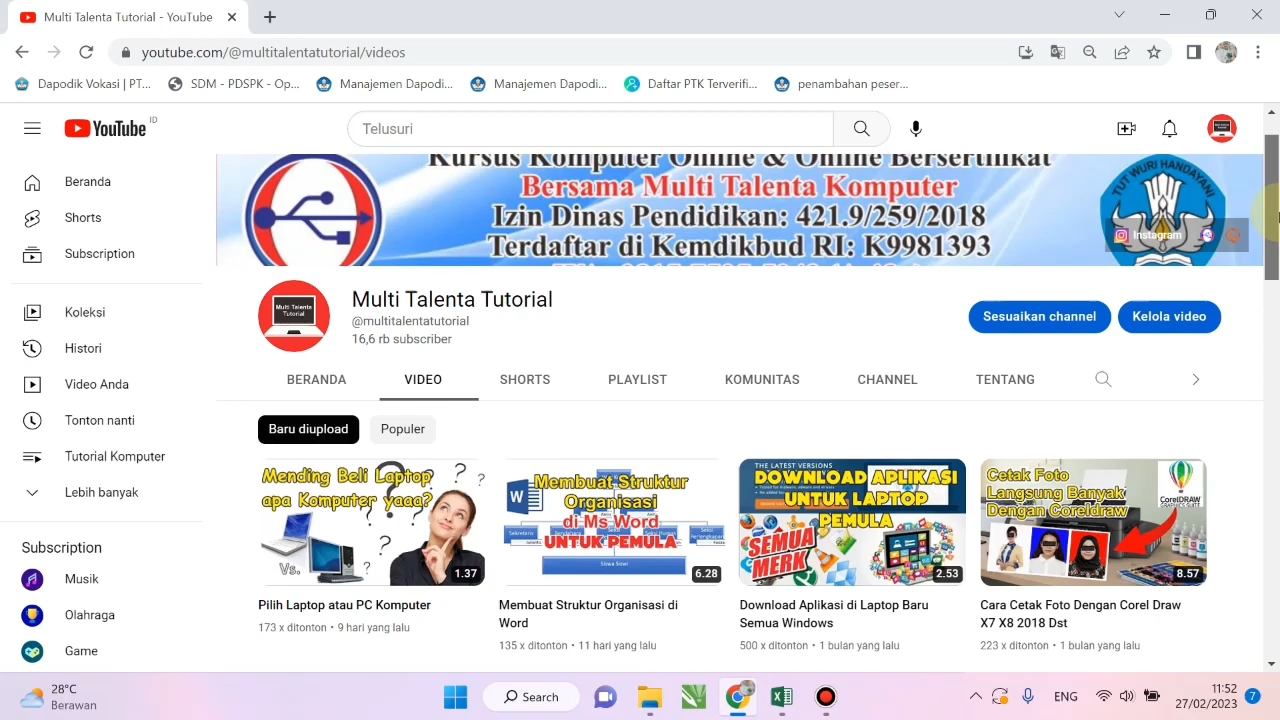 Multi Talenta Tutorial - YouTube
youtube.com/@multitalentatutorial/videos
Dapodik Vokasi | PT...
SDM - PDSPK - Op...
Manajemen Dapodi...
Manajemen Dapodi...
Daftar PTK Terverifi...
penambahan peser...
YouTube ID
Telusuri
Beranda
Shorts
Subscription
Koleksi
Histori
Video Anda
Tonton nanti
Tutorial Komputer
Lebih banyak
Subscription
Musik
Olahraga
Game
Kursus Komputer Online & Online Bersertifikat
Bersama Multi Talenta Komputer
Izin Dinas Pendidikan: 421.9/259/2018
Terdaftar di Kemdikbud RI: K9981393
TUT WURI HANDAYANI
Instagram
Multi Talenta
Tutorial
Multi Talenta Tutorial
@multitalentatutorial
16,6 rb subscriber
Sesuaikan channel
Kelola video
BERANDA
VIDEO
SHORTS
PLAYLIST
KOMUNITAS
CHANNEL
TENTANG
Baru diupload
Populer
Mending Beli Laptop
apa Komputer yaaa?
Vs.
1.37
Pilih Laptop atau PC Komputer
173 x ditonton • 9 hari yang lalu
W
Membuat Struktur
Organisasi
di Ms Word
UNTUK PEMULA
Siswa Siswi
6.28
Membuat Struktur Organisasi di
Word
135 x ditonton • 11 hari yang lalu
THE LATEST VERSIONS
DOWNLOAD APLIKASI
UNTUK LAPTOP
PEMULA
SEMUA
MERK
2.53
Download Aplikasi di Laptop Baru
Semua Windows
500 x ditonton • 1 bulan yang lalu
Cetak Foto
Langsung Banyak
Dengan Coreldraw
CorelDRAW
8.57
Cara Cetak Foto Dengan Corel Draw
X7 X8 2018 Dst
223 x ditonton • 1 bulan yang lalu
28°C
Berawan
Search
ENG
11:52
27/02/2023
7